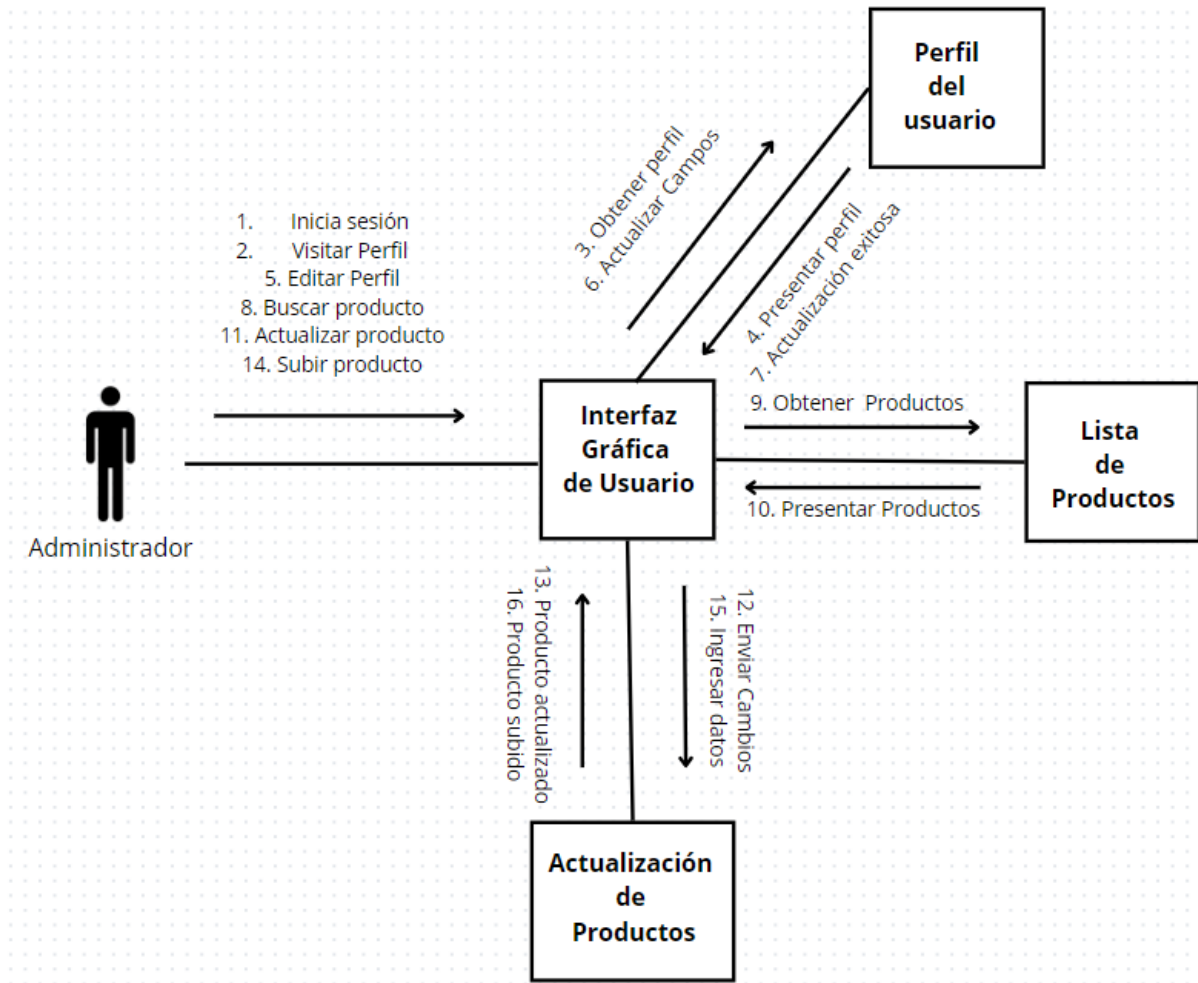 Perfil
del
usuario
3. Obtener perfil
6. Actualizar Campos
4. Presentar perfil
7. Actualización exitosa
1. Inicia sesión
2. Visitar Perfil
5. Editar Perfil
8. Buscar producto
11. Actualizar producto
14. Subir producto
Administrador
Interfaz
Gráfica
de Usuario
9. Obtener Productos
10. Presentar Productos
Lista
de
Productos
13. Producto actualizado
16. Producto subido
12. Enviar Cambios
15. Ingresar datos
Actualización
de
Productos